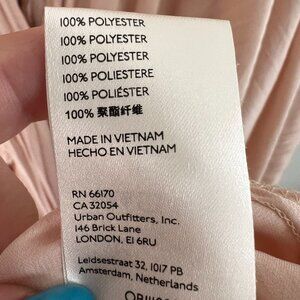 100% POLYESTER
100% POLYESTER
100% POLYESTER
100% POLIESTERE
100% POLIÉSTER
100% 聚酯纤维
MADE IN VIETNAM
HECHO EN VIETNAM
RN 66170
CA 32054
Urban Outfitters, Inc.
146 Brick Lane
LONDON, E1 6RU
Leidsestraat 32, 1017 PB
Amsterdam, Netherlands